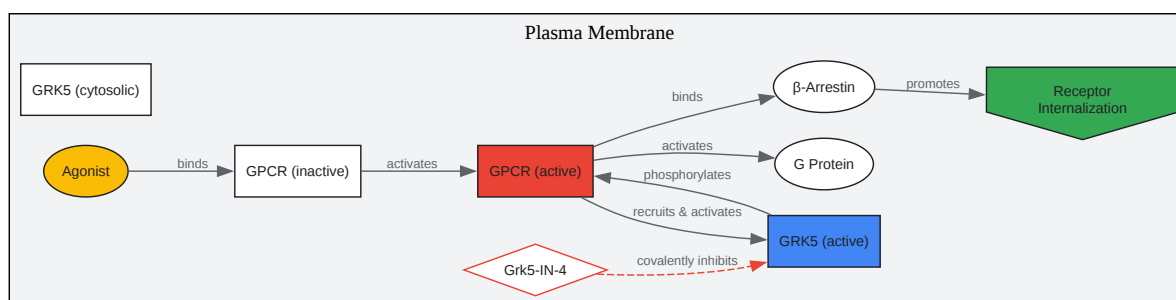 Plasma Membrane
GRK5 (cytosolic)
β-Arrestin
promotes
Receptor
Internalization
binds
Agonist
binds
GPCR (inactive)
activates
GPCR (active)
activates
G Protein
phosphorylates
recruits & activates
GRK5 (active)
Grk5-IN-4
covalently inhibits